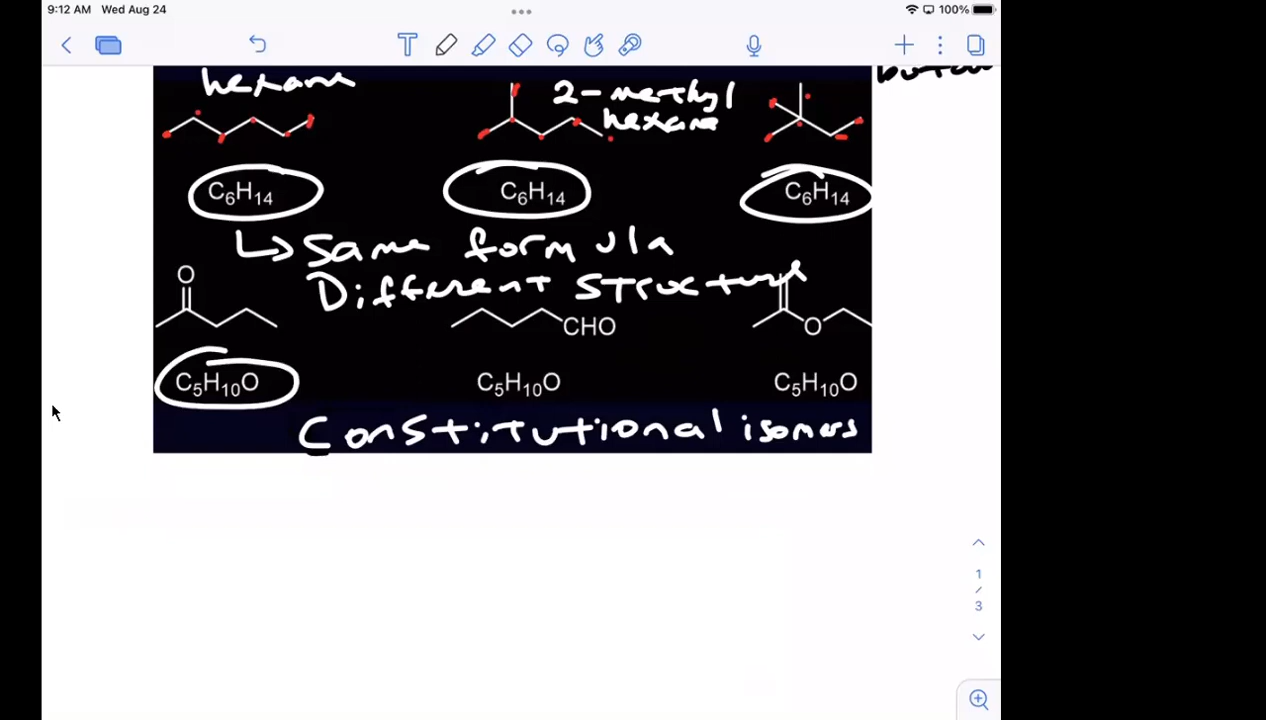 9:12 AM Wed Aug 24
100%
T
hexane
2-methyl
hexane
C₆H₁₄ C₆H₁₄ C₆H₁₄
↳ Same formula
Different structure
O
CHO
O
C₅H₁₀O C₅H₁₀O C₅H₁₀O
Constitutional isomers
1
/
3